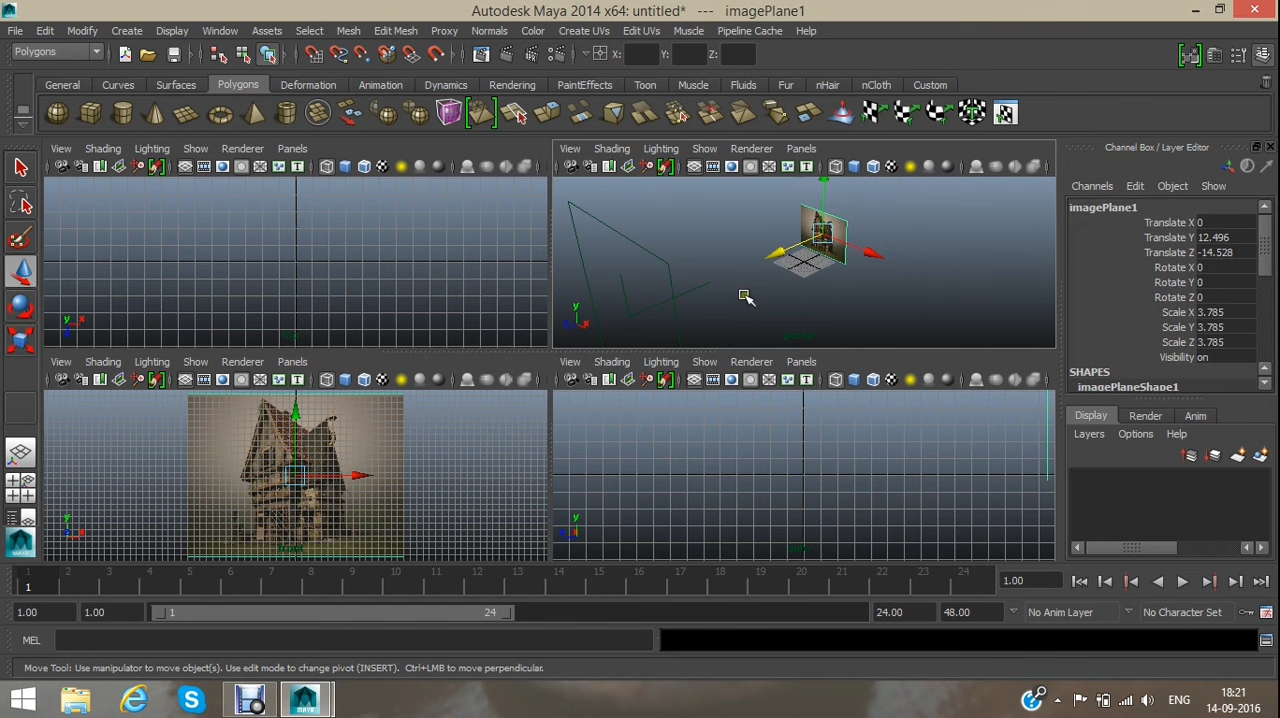 Autodesk Maya 2014 x64: untitled* --- imagePlane1
File Edit Modify Create Display Window Assets Select Mesh Edit Mesh Proxy Normals Color Create UVs Edit UVs Muscle Pipeline Cache Help
Polygons X: Y: Z:
General Curves Surfaces Polygons Deformation Animation Dynamics Rendering PaintEffects Toon Muscle Fluids Fur nHair nCloth Custom
View Shading Lighting Show Renderer Panels
View Shading Lighting Show Renderer Panels
Channel Box / Layer Editor
Channels Edit Object Show
imagePlane1
Translate X 0
Translate Y 12.496
Translate Z -14.528
Rotate X 0
Rotate Y 0
Rotate Z 0
Scale X 3.785
Scale Y 3.785
Scale Z 3.785
Visibility on
SHAPES
imagePlaneShape1
y x z
y z x
persp
View Shading Lighting Show Renderer Panels
View Shading Lighting Show Renderer Panels
Display Render Anim
Layers Options Help
y x
y
front
1 2 3 4 5 6 7 8 9 10 11 12 13 14 15 16 17 18 19 20 21 22 23 24
1 1.00
1.00 1.00 1 24 24.00 48.00 No Anim Layer No Character Set
MEL
Move Tool: Use manipulator to move object(s). Use edit mode to change pivot (INSERT). Ctrl+LMB to move perpendicular.
ENG 18:21
14-09-2016